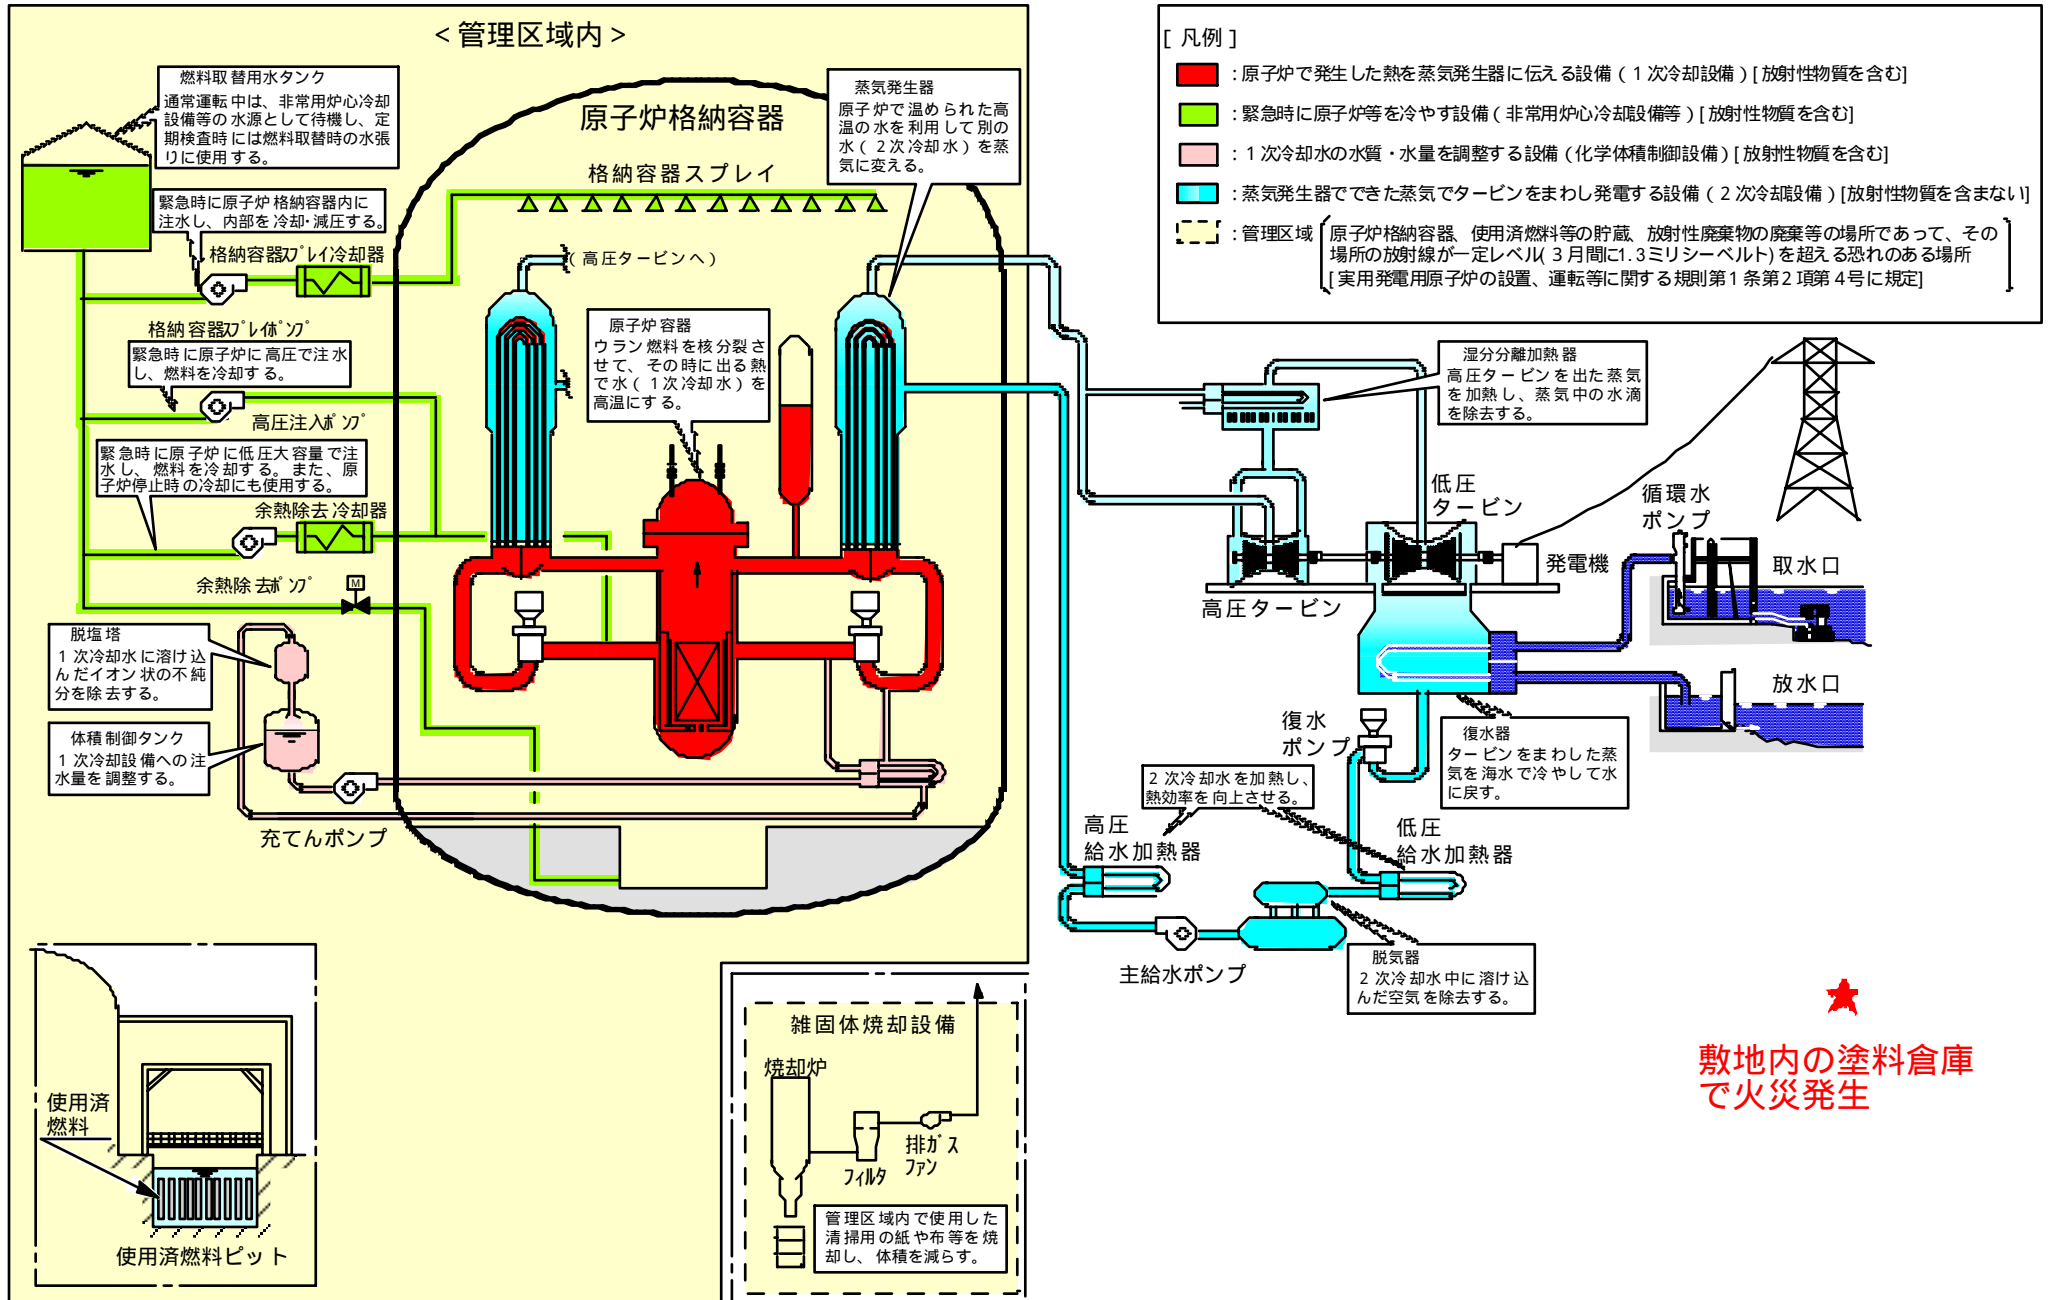 <管理区域内>
燃料取替用水タンク
通常運転中は、非常用炉心冷却
設備等の水源として待機し、定
期検査時には燃料取替時の水張
りに使用する。
緊急時に原子炉格納容器内に
注水し、内部を冷却・減圧する。
格納容器スプレイ冷却器
格納容器スプレイポンプ
緊急時に原子炉に高圧で注水
し、燃料を冷却する。
高圧注入ポンプ
緊急時に原子炉に低圧大容量で注
水し、燃料を冷却する。また、原
子炉停止時の冷却にも使用する。
余熱除去冷却器
余熱除去ポンプ
M
脱塩塔
1次冷却水に溶け込
んだイオン状の不純
分を除去する。
体積制御タンク
1次冷却設備への注
水量を調整する。
充てんポンプ
原子炉格納容器
格納容器スプレイ
(高圧タービンへ)
蒸気発生器
原子炉で温められた高
温の水を利用して別の
水(2次冷却水)を蒸
気に変える。
原子炉容器
ウラン燃料を核分裂さ
せて、その時に出る熱
で水(1次冷却水)を
高温にする。
[凡例]
:原子炉で発生した熱を蒸気発生器に伝える設備(1次冷却設備)[放射性物質を含む]
:緊急時に原子炉等を冷やす設備(非常用炉心冷却設備等)[放射性物質を含む]
:1次冷却水の水質・水量を調整する設備(化学体積制御設備)[放射性物質を含む]
:蒸気発生器でできた蒸気でタービンをまわし発電する設備(2次冷却設備)[放射性物質を含まない]
:管理区域 原子炉格納容器、使用済燃料等の貯蔵、放射性廃棄物の廃棄等の場所であって、その
場所の放射線が一定レベル(3月間に1.3ミリシーベルト)を超える恐れのある場所
[実用発電用原子炉の設置、運転等に関する規則第1条第2項第4号に規定]
湿分分離加熱器
高圧タービンを出た蒸気
を加熱し、蒸気中の水滴
を除去する。
低圧
タービン
高圧タービン
発電機
循環水
ポンプ
取水口
放水口
復水
ポンプ
復水器
タービンをまわした蒸
気を海水で冷やして水
に戻す。
2次冷却水を加熱し、
熱効率を向上させる。
高圧
給水加熱器
低圧
給水加熱器
主給水ポンプ
脱気器
2次冷却水中に溶け込
んだ空気を除去する。
敷地内の塗料倉庫
で火災発生
使用済
燃料
使用済燃料ピット
雑固体焼却設備
焼却炉
フィルタ
排ガス
ファン
管理区域内で使用した
清掃用の紙や布等を焼
却し、体積を減らす。